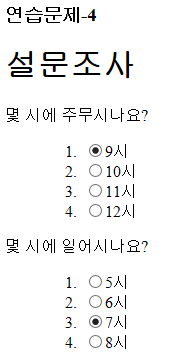 연습문제-4
설문조사
몇 시에 주무시나요?
1. 9시
2. 10시
3. 11시
4. 12시
몇 시에 일어시나요?
1. 5시
2. 6시
3. 7시
4. 8시